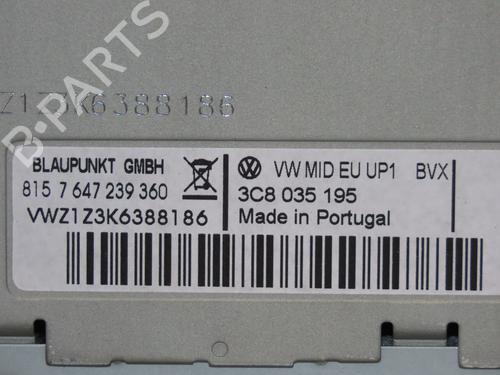 Z1Z3K6388186
BLAUPUNKT GMBH
815 7 647 239 360
VWZ1Z3K6388186
VW MID EU UP1 BVX
3C8 035 195
Made in Portugal